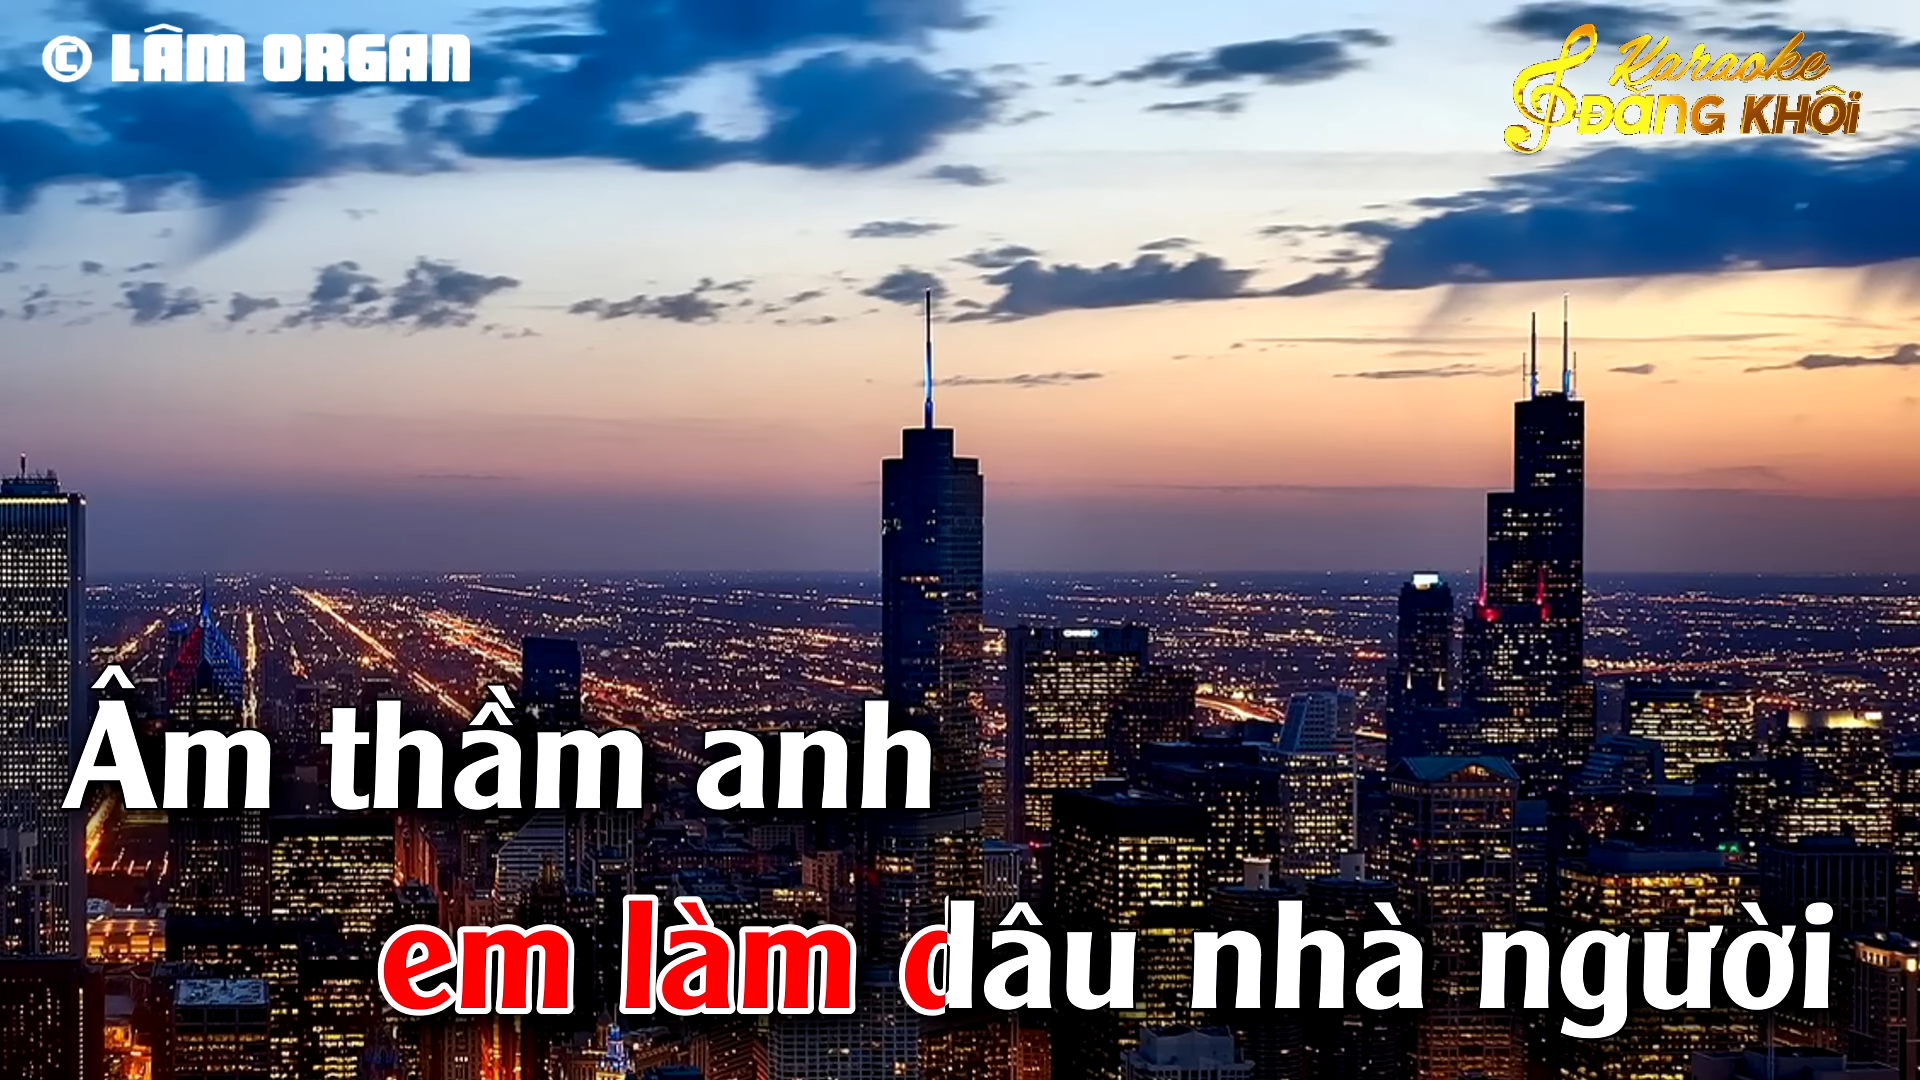 © LÂM ORGAN
Karaoke
ĐĂNG KHÔI
Âm thầm anh
em làm dâu nhà người